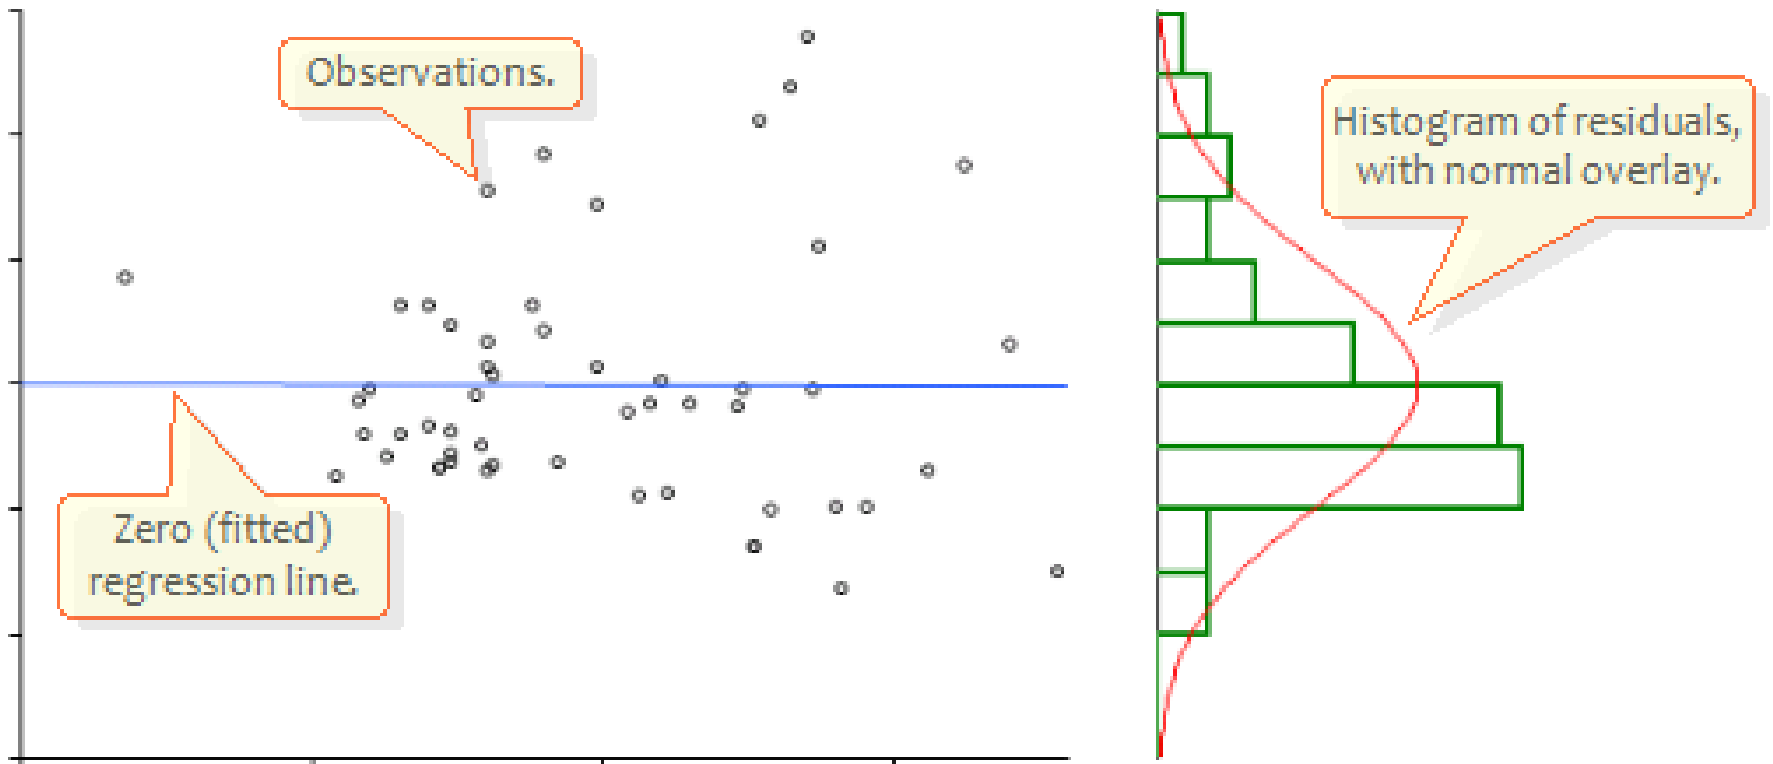 Observations.
Histogram of residuals,
with normal overlay.
Zero (fitted)
regression line.